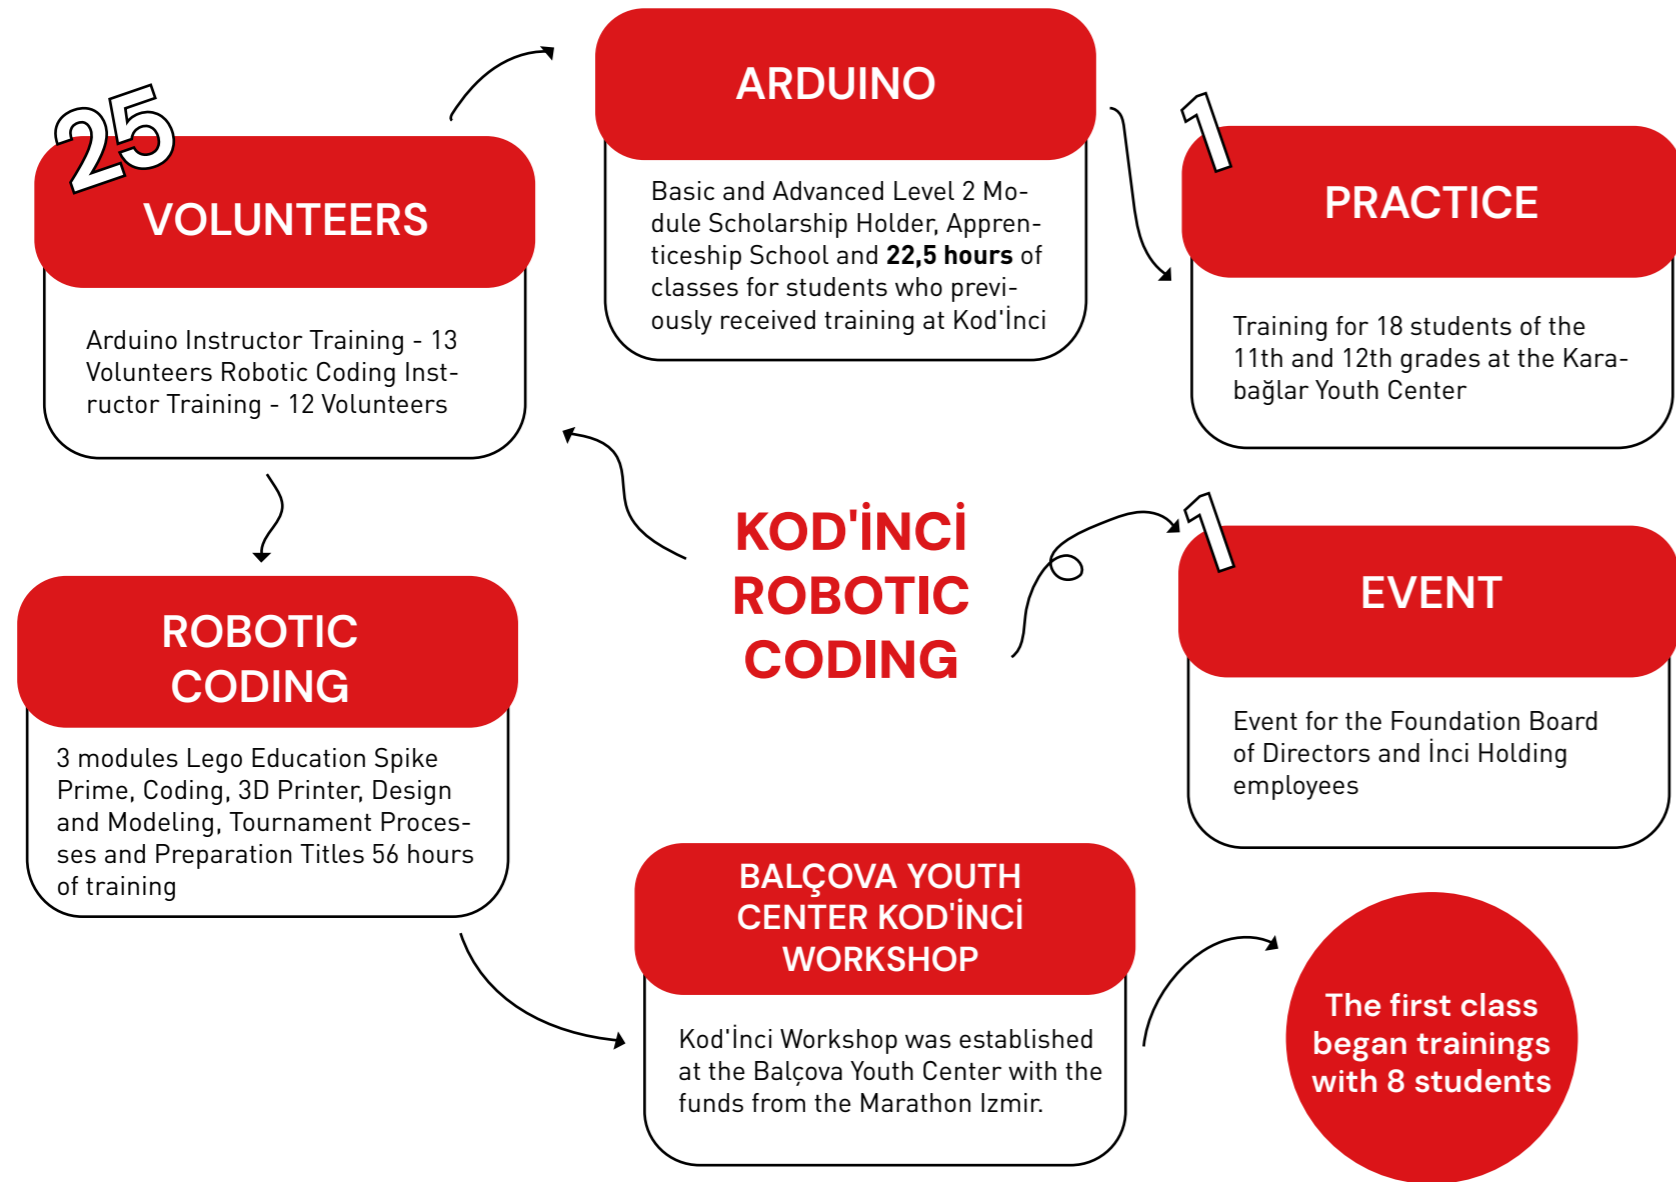 25
VOLUNTEERS
Arduino Instructor Training - 13
Volunteers Robotic Coding Inst-
ructor Training - 12 Volunteers
ARDUINO
Basic and Advanced Level 2 Mo-
dule Scholarship Holder, Appren-
ticeship School and 22,5 hours of
classes for students who previ-
ously received training at Kod'İnci
1
PRACTICE
Training for 18 students of the
11th and 12th grades at the Kara-
bağlar Youth Center
KOD'İNCİ
ROBOTIC
CODING
1
EVENT
Event for the Foundation Board
of Directors and İnci Holding
employees
ROBOTIC
CODING
3 modules Lego Education Spike
Prime, Coding, 3D Printer, Design
and Modeling, Tournament Proces-
ses and Preparation Titles 56 hours
of training
BALÇOVA YOUTH
CENTER KOD'İNCİ
WORKSHOP
Kod'İnci Workshop was established
at the Balçova Youth Center with the
funds from the Marathon Izmir.
The first class
began trainings
with 8 students